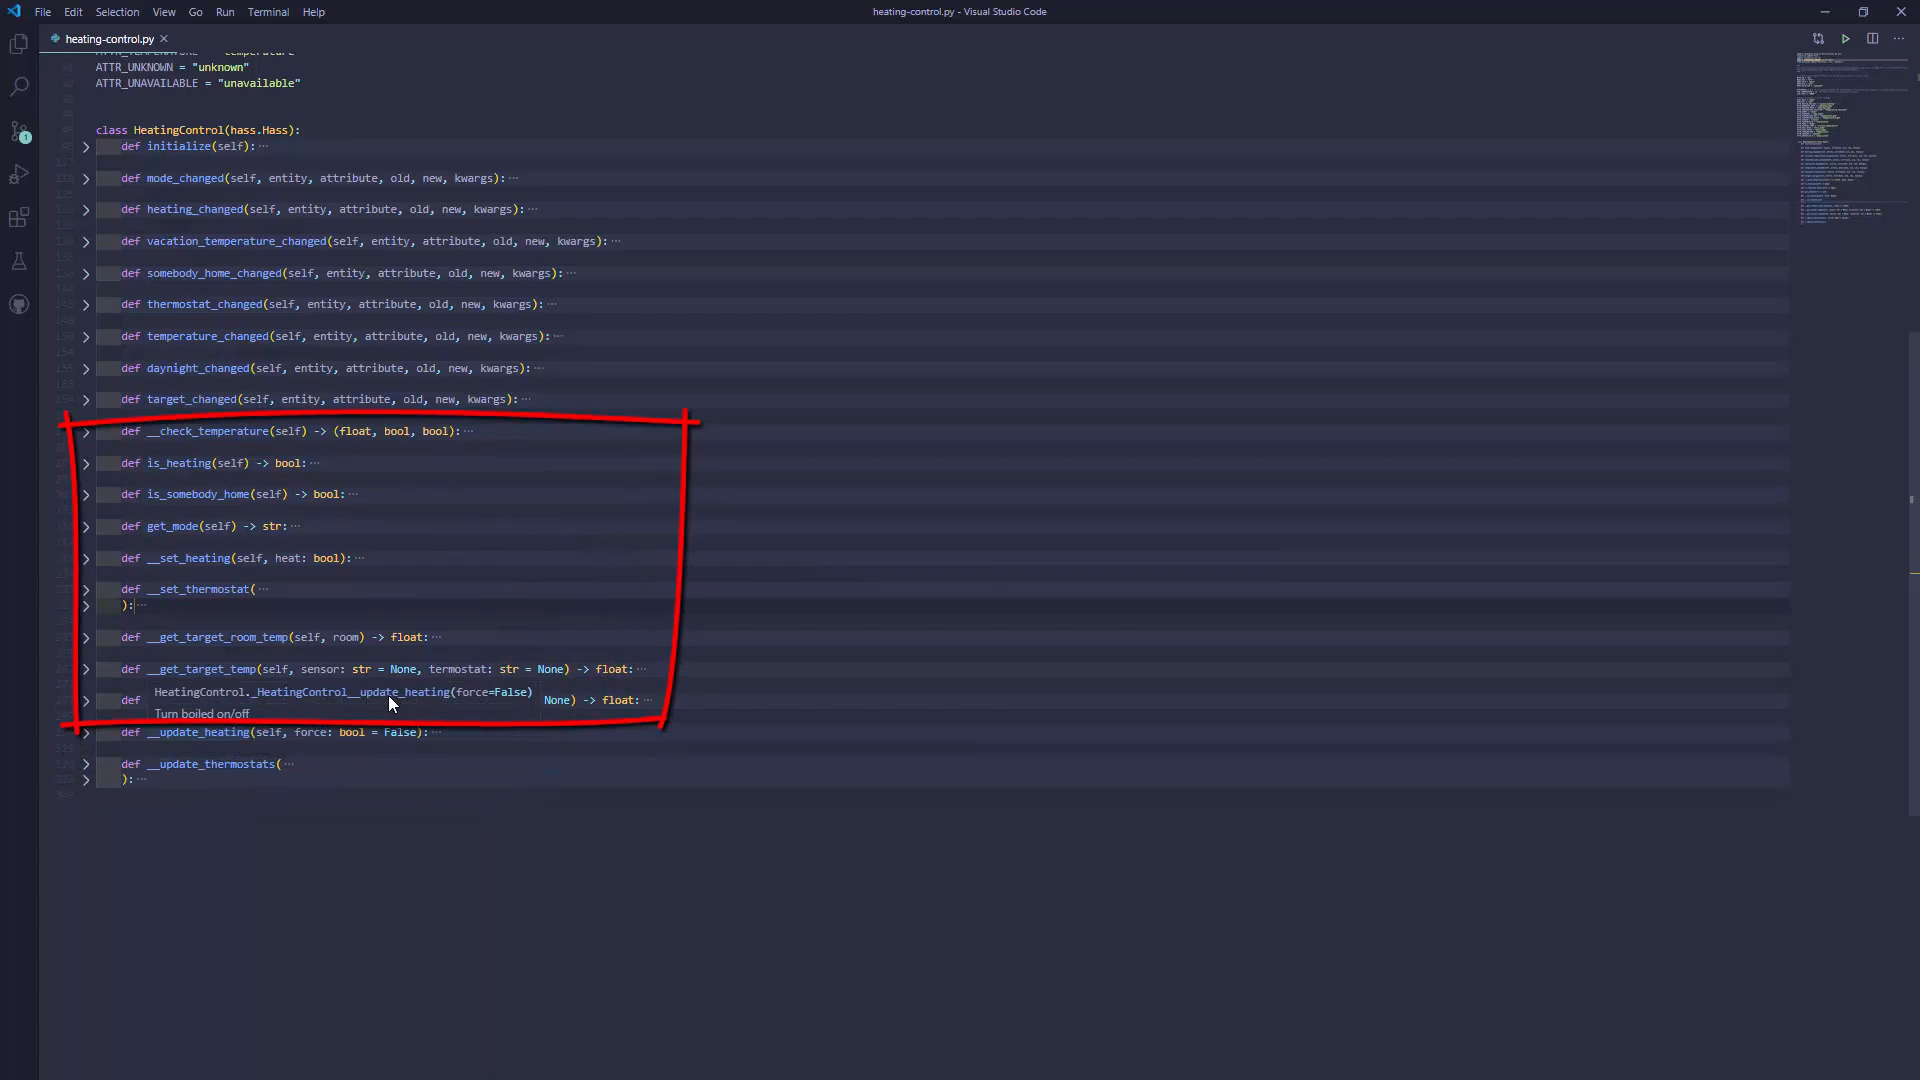 File Edit Selection View Go Run Terminal Help
heating-control.py - Visual Studio Code
heating-control.py
ATTR_UNKNOWN = "unknown"
ATTR_UNAVAILABLE = "unavailable"
class HeatingControl(hass.Hass):
def initialize(self): ···
def mode_changed(self, entity, attribute, old, new, kwargs): ···
def heating_changed(self, entity, attribute, old, new, kwargs): ···
def vacation_temperature_changed(self, entity, attribute, old, new, kwargs): ···
def somebody_home_changed(self, entity, attribute, old, new, kwargs): ···
def thermostat_changed(self, entity, attribute, old, new, kwargs): ···
def temperature_changed(self, entity, attribute, old, new, kwargs): ···
def daynight_changed(self, entity, attribute, old, new, kwargs): ···
def target_changed(self, entity, attribute, old, new, kwargs): ···
def __check_temperature(self) -> (float, bool, bool): ···
def is_heating(self) -> bool: ···
def is_somebody_home(self) -> bool: ···
def get_mode(self) -> str: ···
def __set_heating(self, heat: bool): ···
def __set_thermostat( ···
): ···
def __get_target_room_temp(self, room) -> float: ···
def __get_target_temp(self, sensor: str = None, termostat: str = None) -> float: ···
HeatingControl._HeatingControl__update_heating(force=False)
def None) -> float: ···
Turn boiled on/off
def __update_heating(self, force: bool = False): ···
def __update_thermostats( ···
): ···